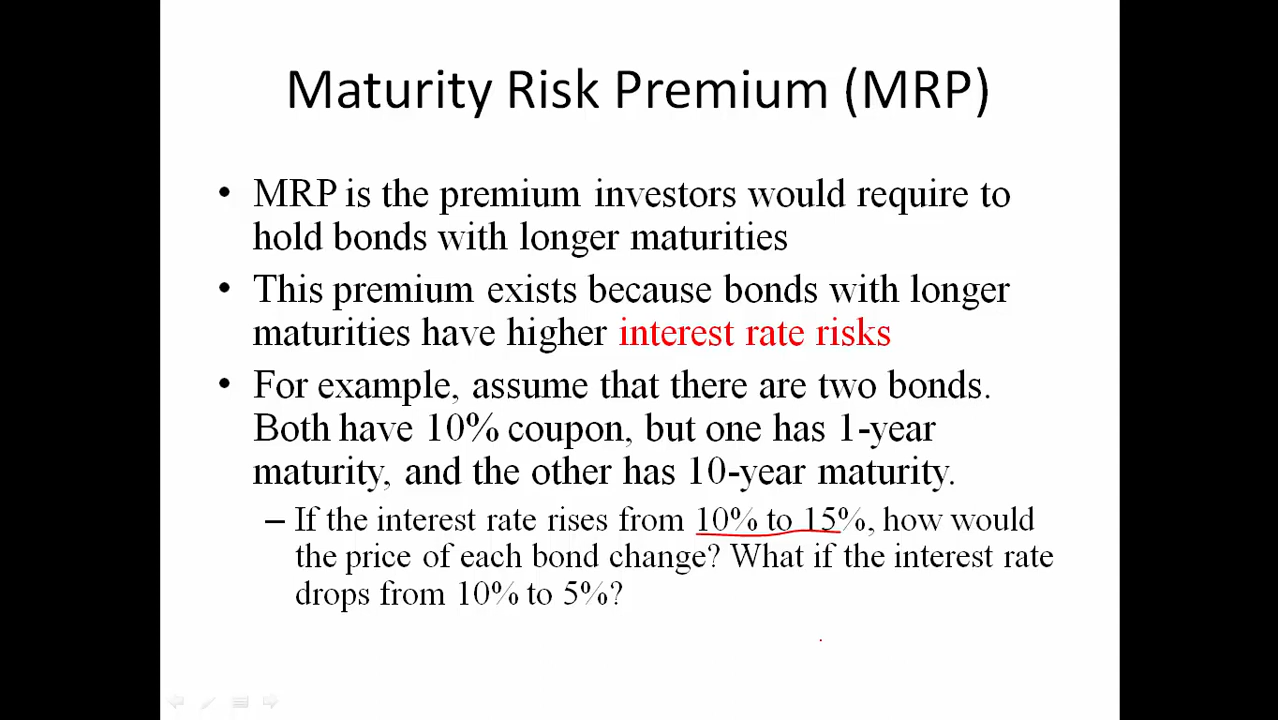 Maturity Risk Premium (MRP)
• MRP is the premium investors would require to
hold bonds with longer maturities
• This premium exists because bonds with longer
maturities have higher interest rate risks
• For example, assume that there are two bonds.
Both have 10% coupon, but one has 1-year
maturity, and the other has 10-year maturity.
– If the interest rate rises from 10% to 15%, how would
the price of each bond change? What if the interest rate
drops from 10% to 5%?